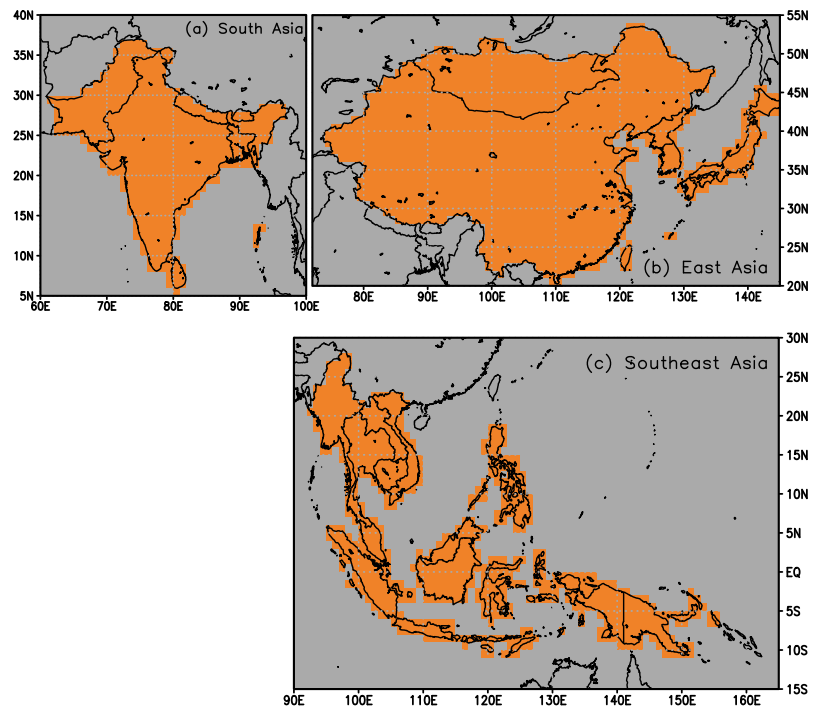 (a) South Asia
40N
35N
30N
25N
20N
15N
10N
5N
60E 70E 80E 90E 100E
55N
50N
45N
40N
35N
30N
25N
20N
(b) East Asia
80E 90E 100E 110E 120E 130E 140E
(c) Southeast Asia
30N
25N
20N
15N
10N
5N
EQ
5S
10S
15S
90E 100E 110E 120E 130E 140E 150E 160E